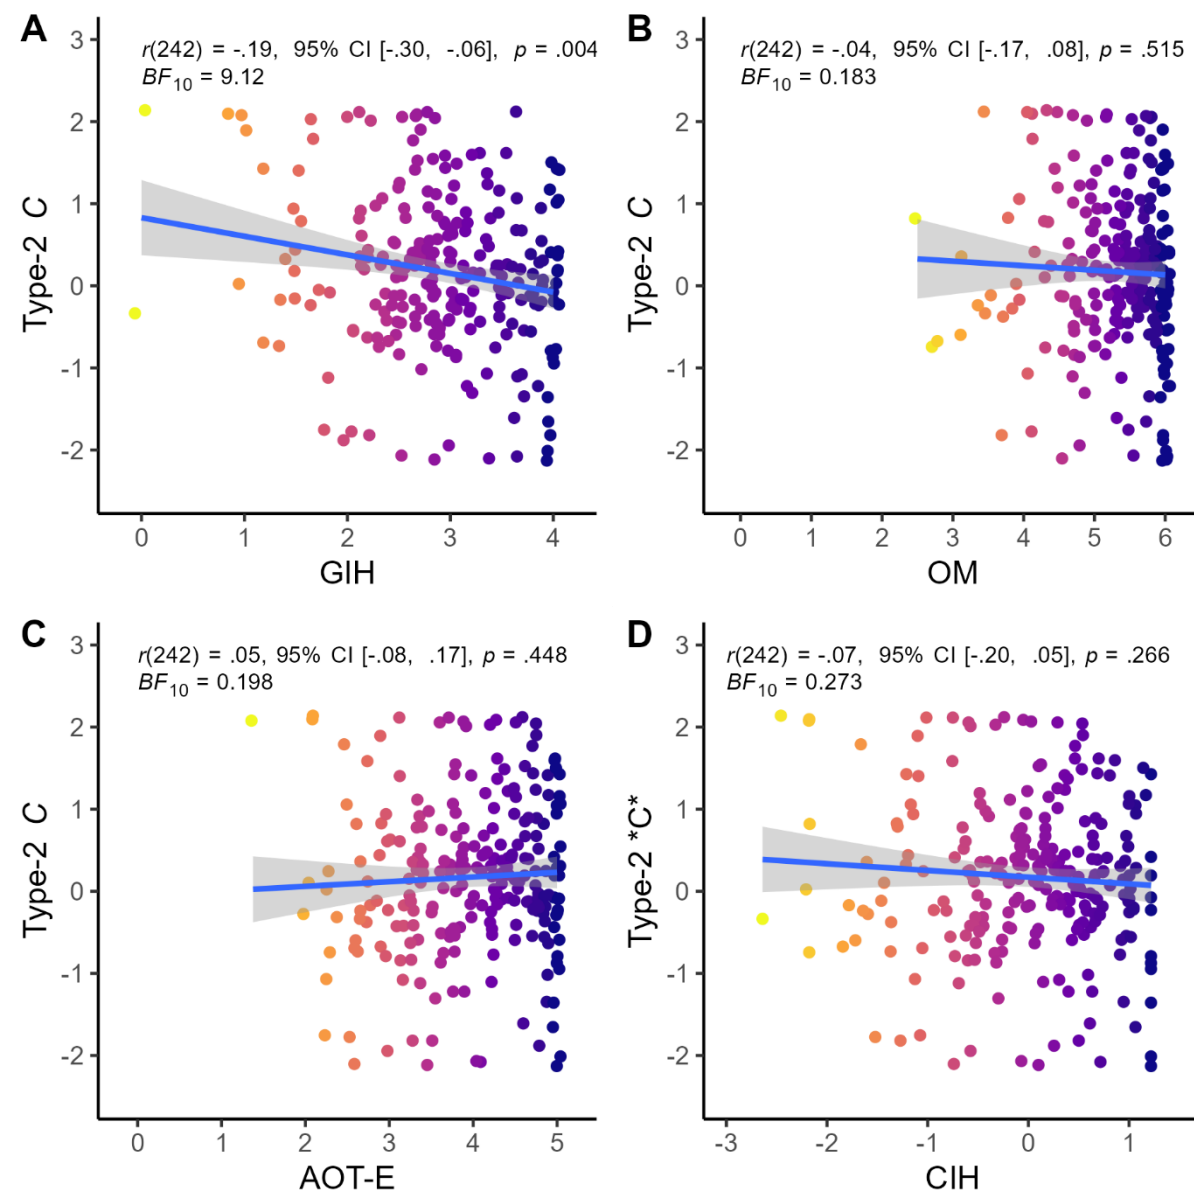 A
r(242) = -.19, 95% CI [-.30, -.06], p = .004
BF10 = 9.12
3
2
1
0
-1
-2
Type-2 C
0 1 2 3 4
GIH
B
r(242) = -.04, 95% CI [-.17, .08], p = .515
BF10 = 0.183
3
2
1
0
-1
-2
Type-2 C
0 1 2 3 4 5 6
OM
C
r(242) = .05, 95% CI [-.08, .17], p = .448
BF10 = 0.198
3
2
1
0
-1
-2
Type-2 C
0 1 2 3 4 5
AOT-E
D
r(242) = -.07, 95% CI [-.20, .05], p = .266
BF10 = 0.273
3
2
1
0
-1
-2
Type-2 *C*
-3 -2 -1 0 1
CIH